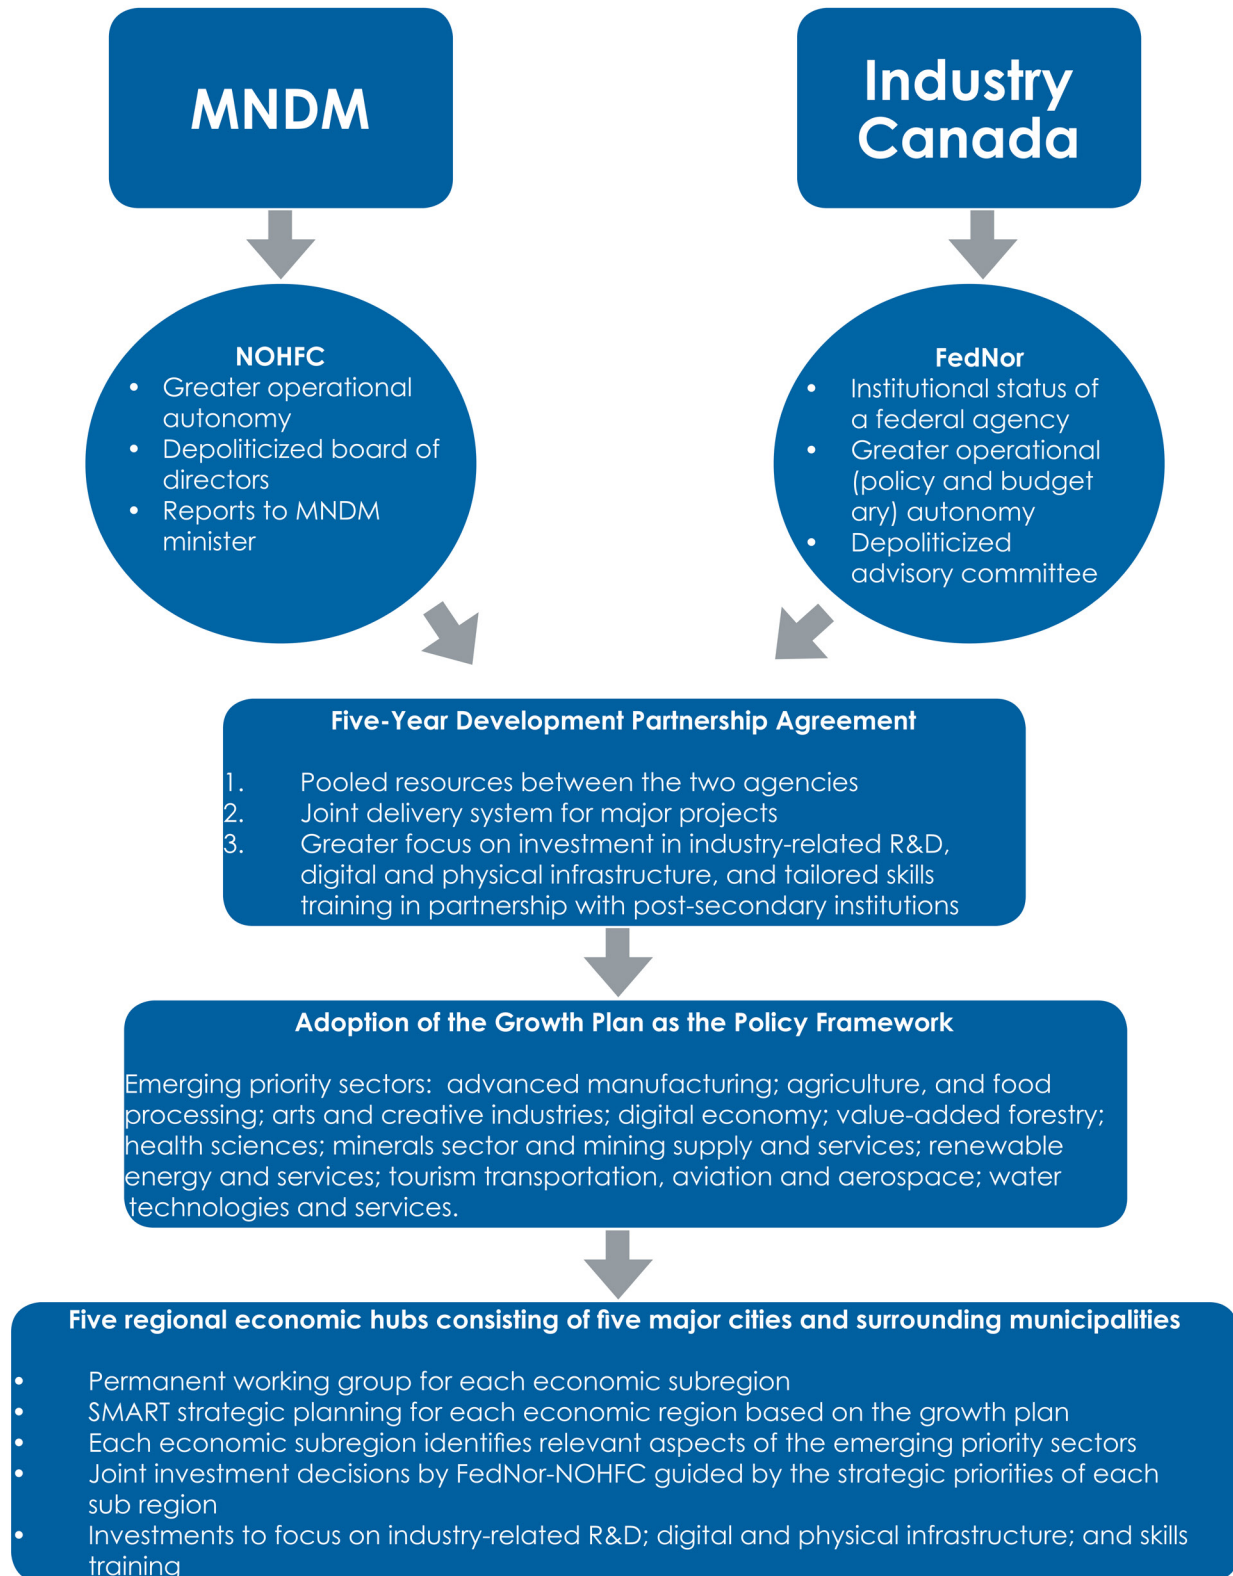 MNDM
Industry
Canada
NOHFC
• Greater operational
autonomy
• Depoliticized board of
directors
• Reports to MNDM
minister
FedNor
• Institutional status of
a federal agency
• Greater operational
(policy and budget
ary) autonomy
• Depoliticized
advisory committee
Five-Year Development Partnership Agreement
1. Pooled resources between the two agencies
2. Joint delivery system for major projects
3. Greater focus on investment in industry-related R&D,
digital and physical infrastructure, and tailored skills
training in partnership with post-secondary institutions
Adoption of the Growth Plan as the Policy Framework
Emerging priority sectors: advanced manufacturing; agriculture, and food
processing; arts and creative industries; digital economy; value-added forestry;
health sciences; minerals sector and mining supply and services; renewable
energy and services; tourism transportation, aviation and aerospace; water
technologies and services.
Five regional economic hubs consisting of five major cities and surrounding municipalities
• Permanent working group for each economic subregion
• SMART strategic planning for each economic region based on the growth plan
• Each economic subregion identifies relevant aspects of the emerging priority sectors
• Joint investment decisions by FedNor-NOHFC guided by the strategic priorities of each
sub region
• Investments to focus on industry-related R&D; digital and physical infrastructure; and skills
training